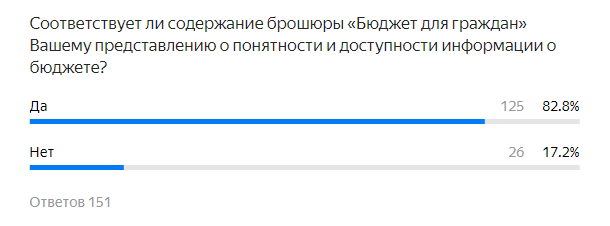 Соответствует ли содержание брошюры «Бюджет для граждан»
Вашему представлению о понятности и доступности информации о
бюджете?
Да 125 82.8%
Нет 26 17.2%
Ответов 151